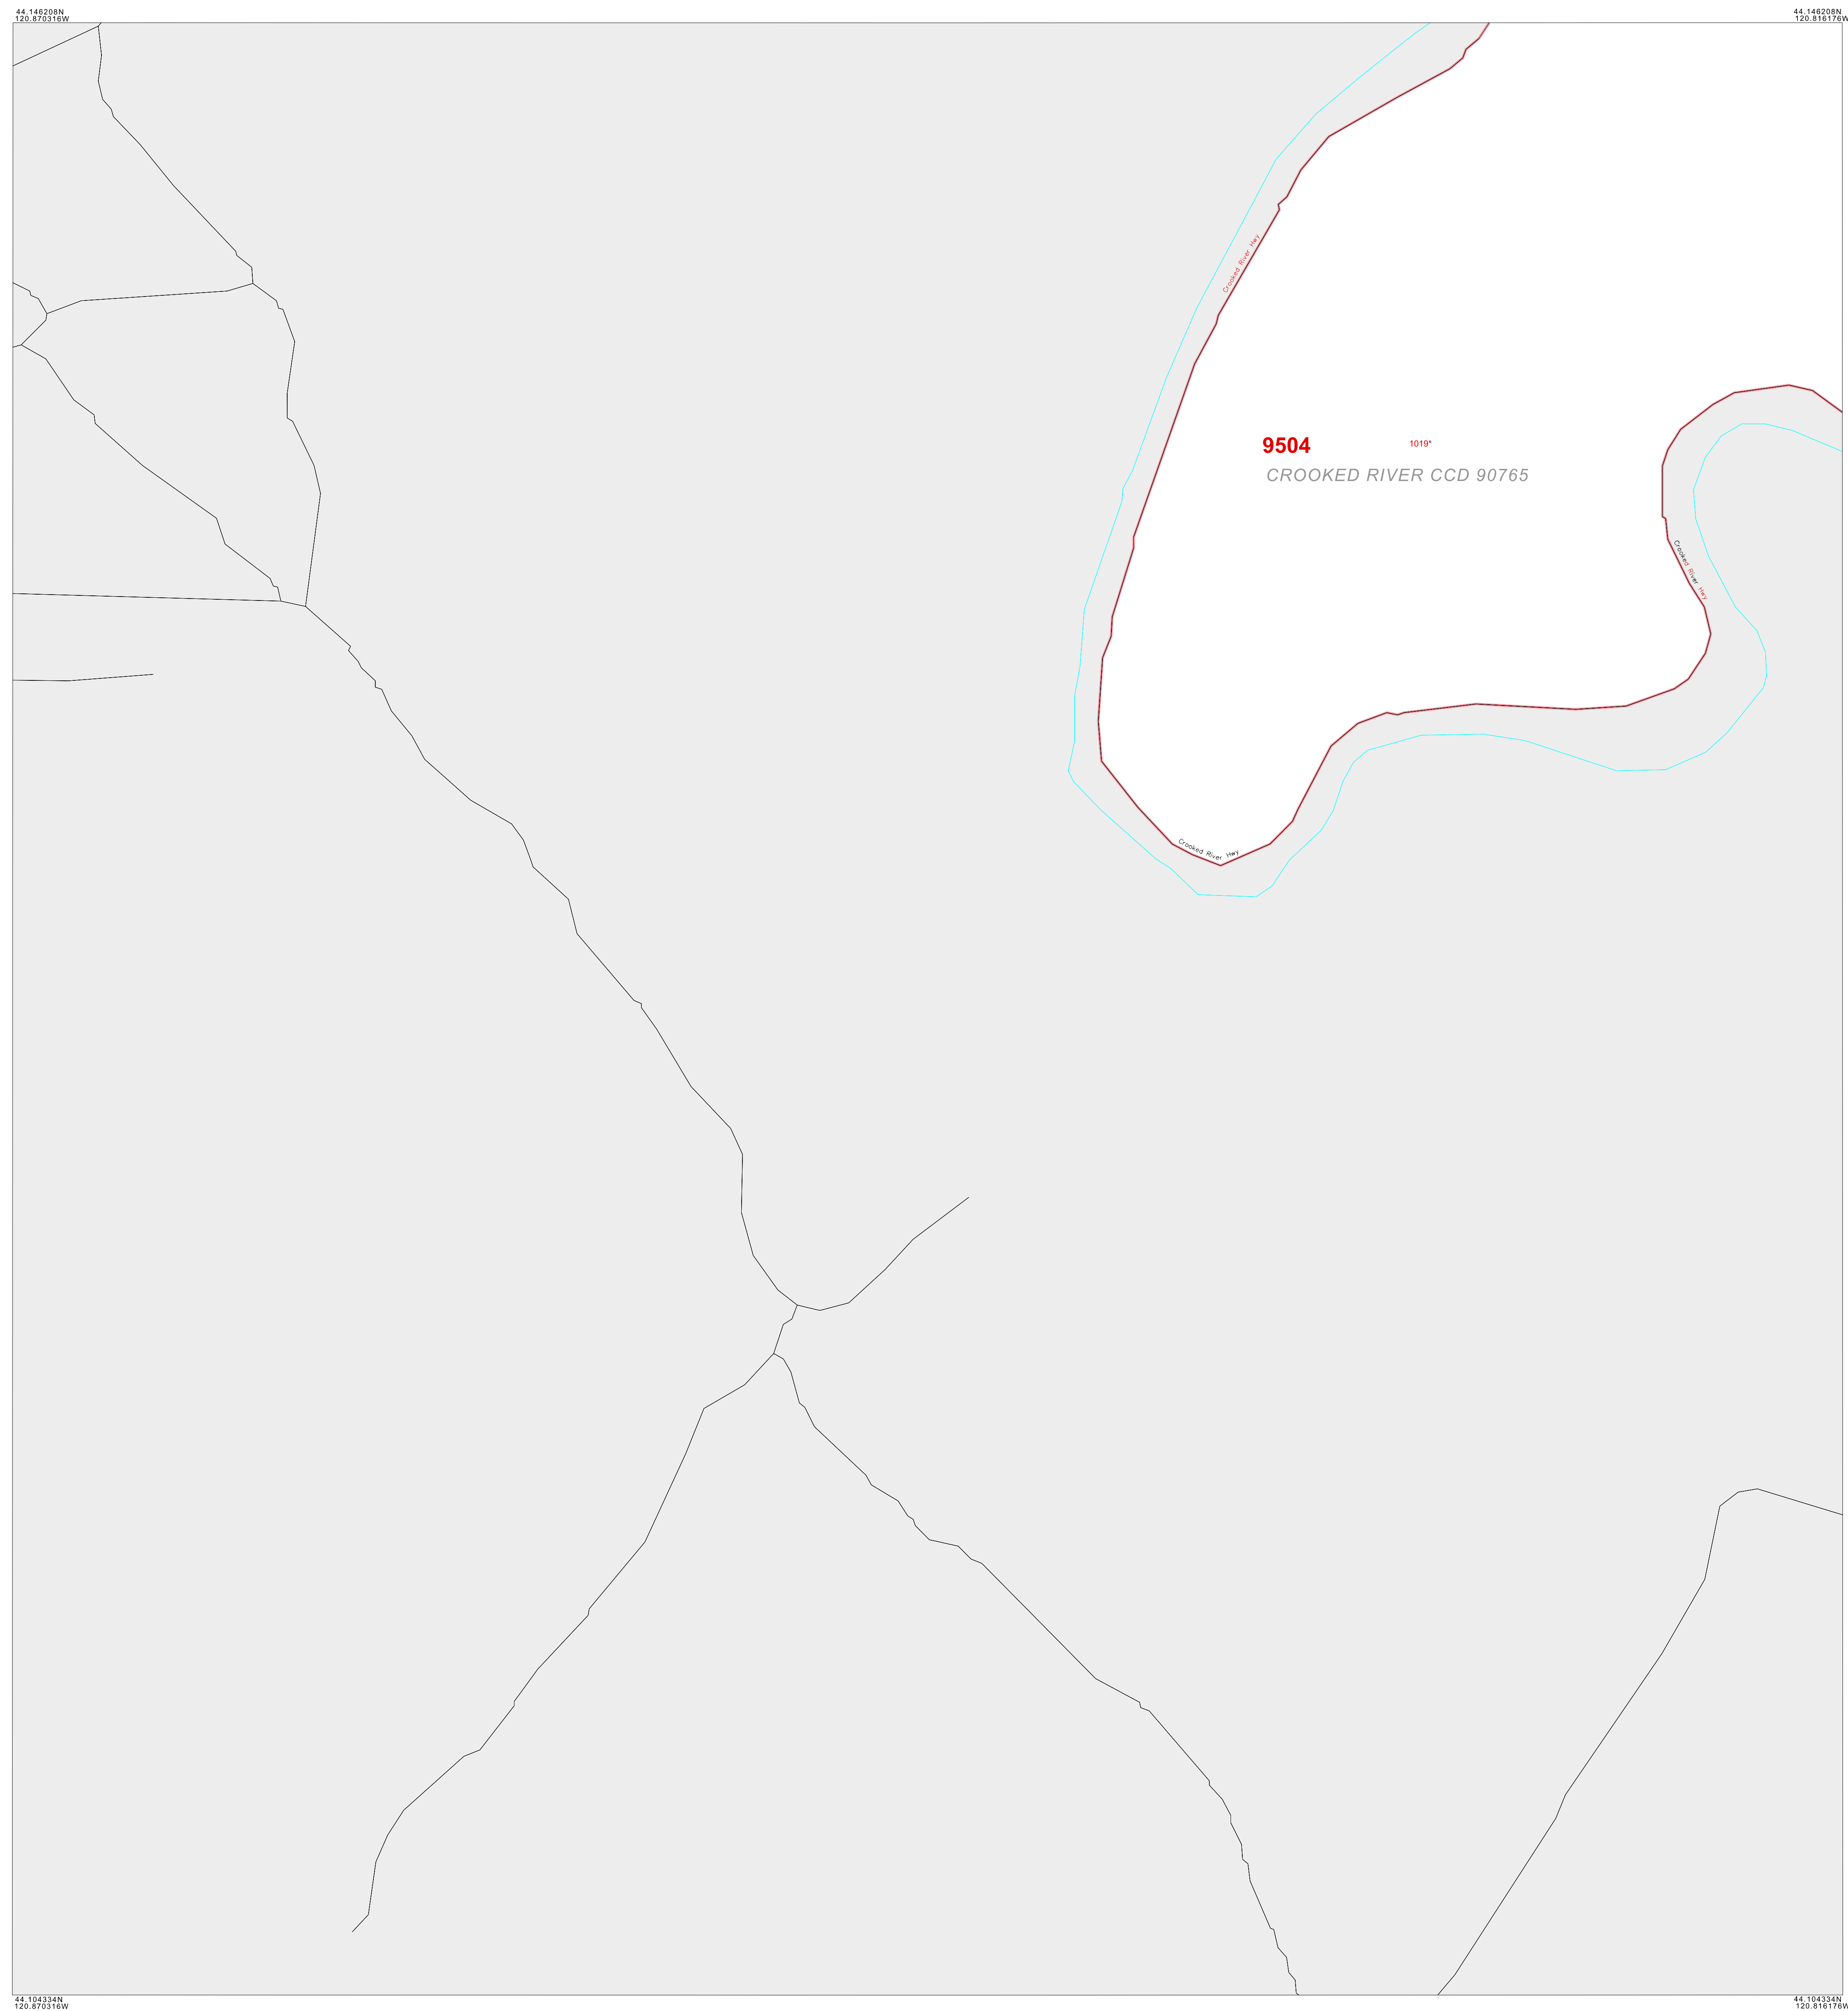 44.146208N
120.870316W
44.146208N
120.816176W
Crooked River Hwy
9504
1019*
CROOKED RIVER CCD 90765
Crooked River Hwy
Crooked River Hwy
44.104334N
120.870316W
44.104334N
120.816176W